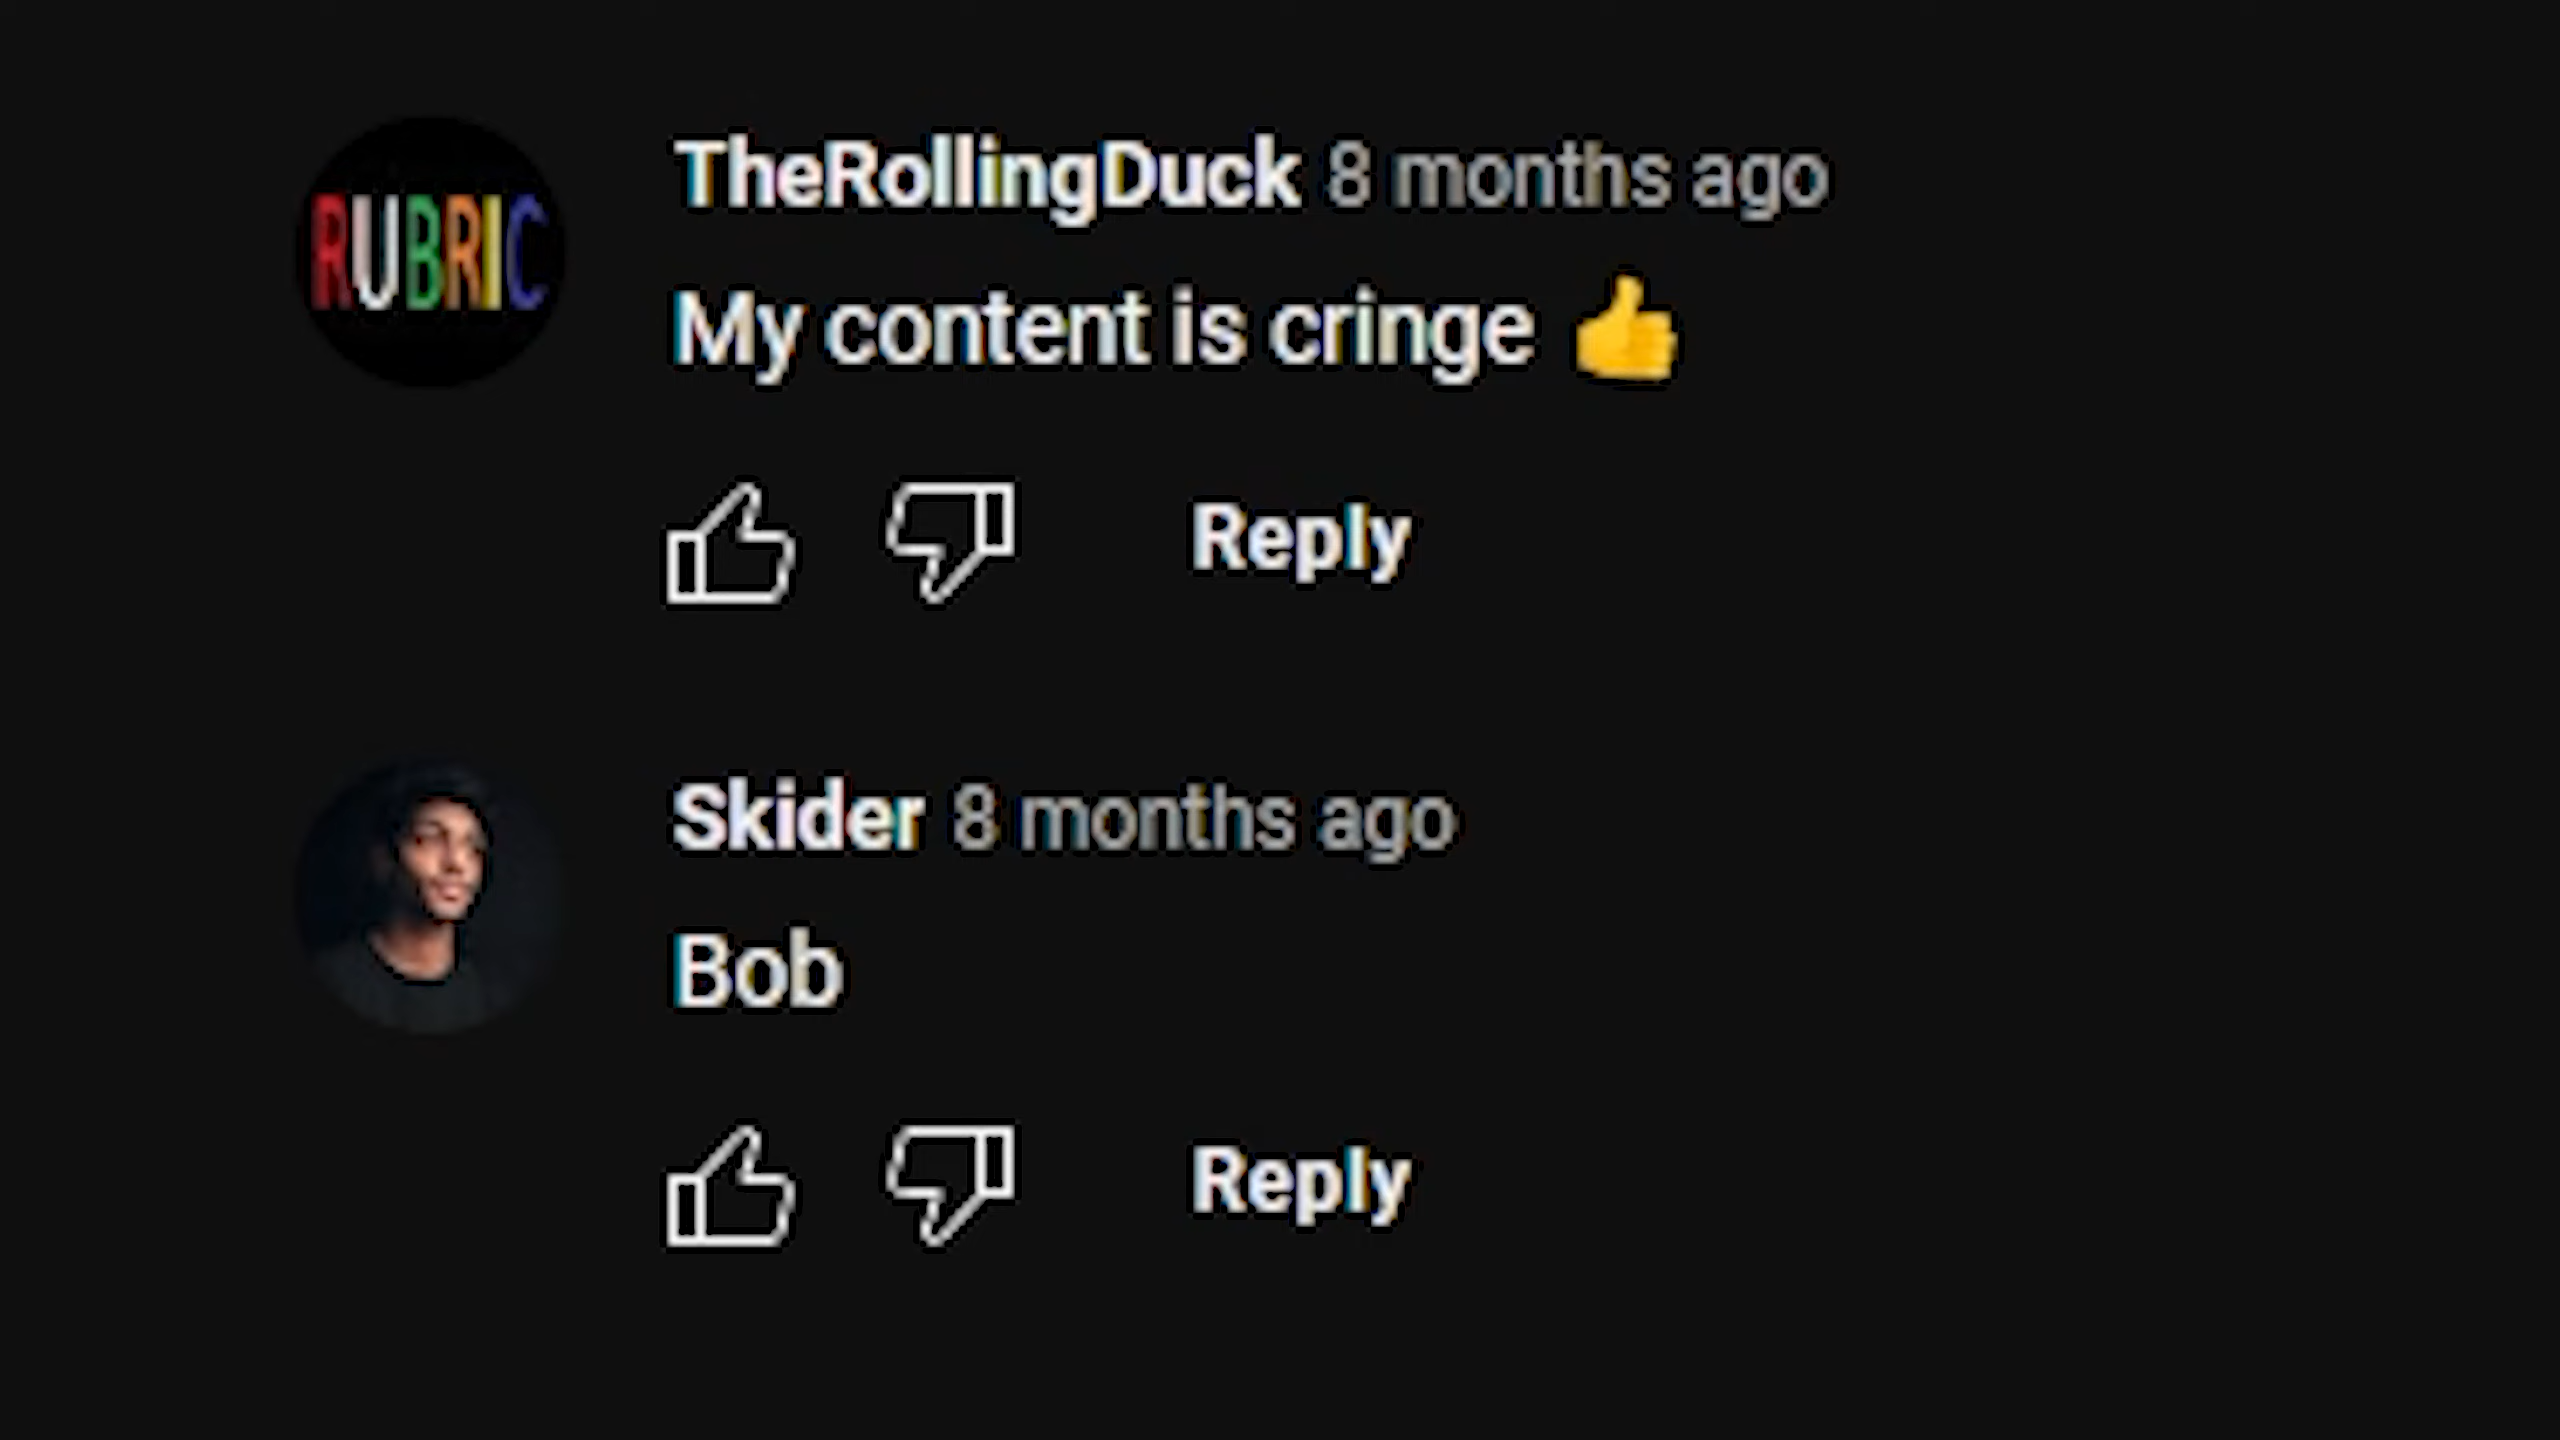 RUBRIC
TheRollingDuck 8 months ago
My content is cringe 👍
Reply
Skider 8 months ago
Bob
Reply